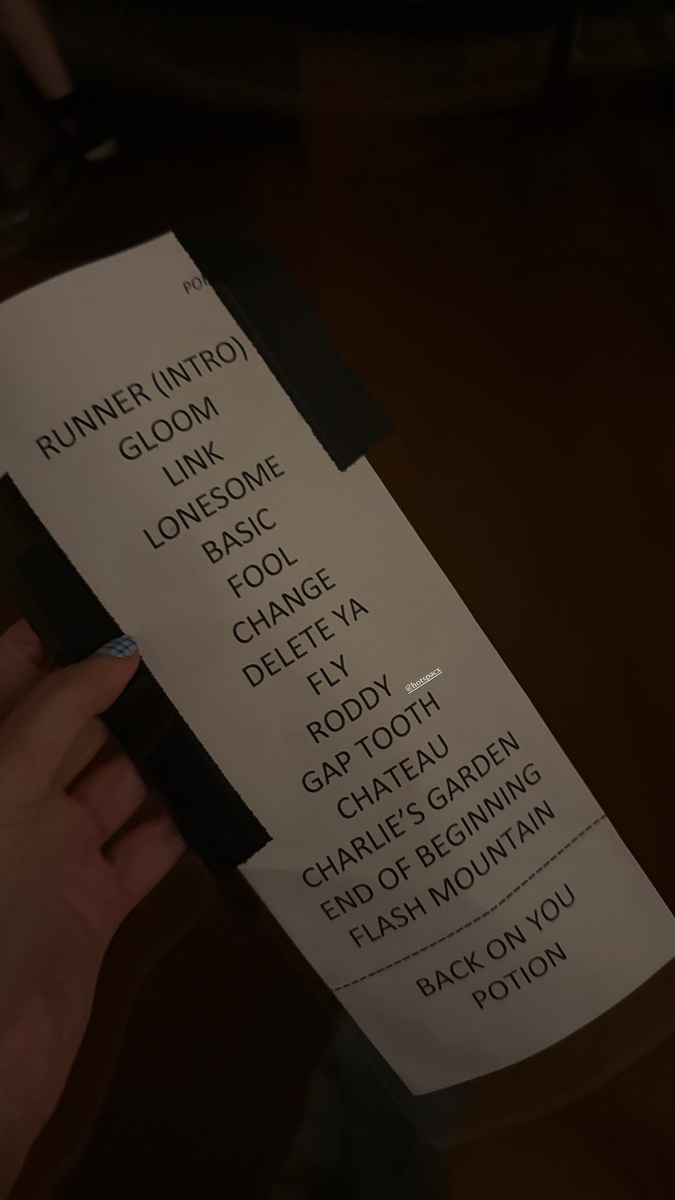 RUNNER (INTRO)
GLOOM
LINK
LONESOME
BASIC
FOOL
CHANGE
DELETE YA
FLY
RODDY
@hotspacx
GAP TOOTH
CHATEAU
CHARLIE'S GARDEN
END OF BEGINNING
FLASH MOUNTAIN
BACK ON YOU
POTION